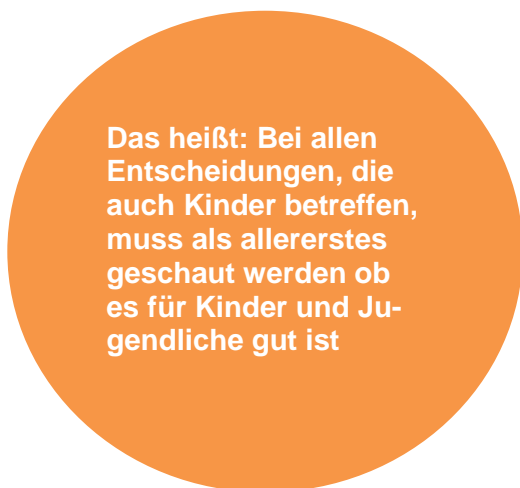 Das heißt: Bei allen
Entscheidungen, die
auch Kinder betreffen,
muss als allererstes
geschaut werden ob
es für Kinder und Ju-
gendliche gut ist